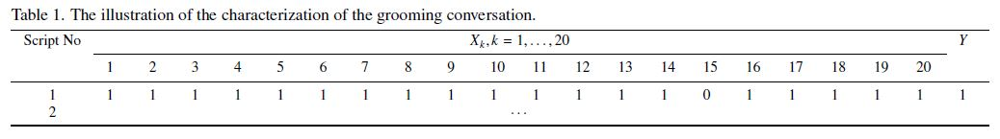 Table 1. The illustration of the characterization of the grooming conversation.
Script No X_k, k = 1, . . . , 20 Y
1 2 3 4 5 6 7 8 9 10 11 12 13 14 15 16 17 18 19 20
1 1 1 1 1 1 1 1 1 1 1 1 1 1 1 0 1 1 1 1 1 1
2 ...